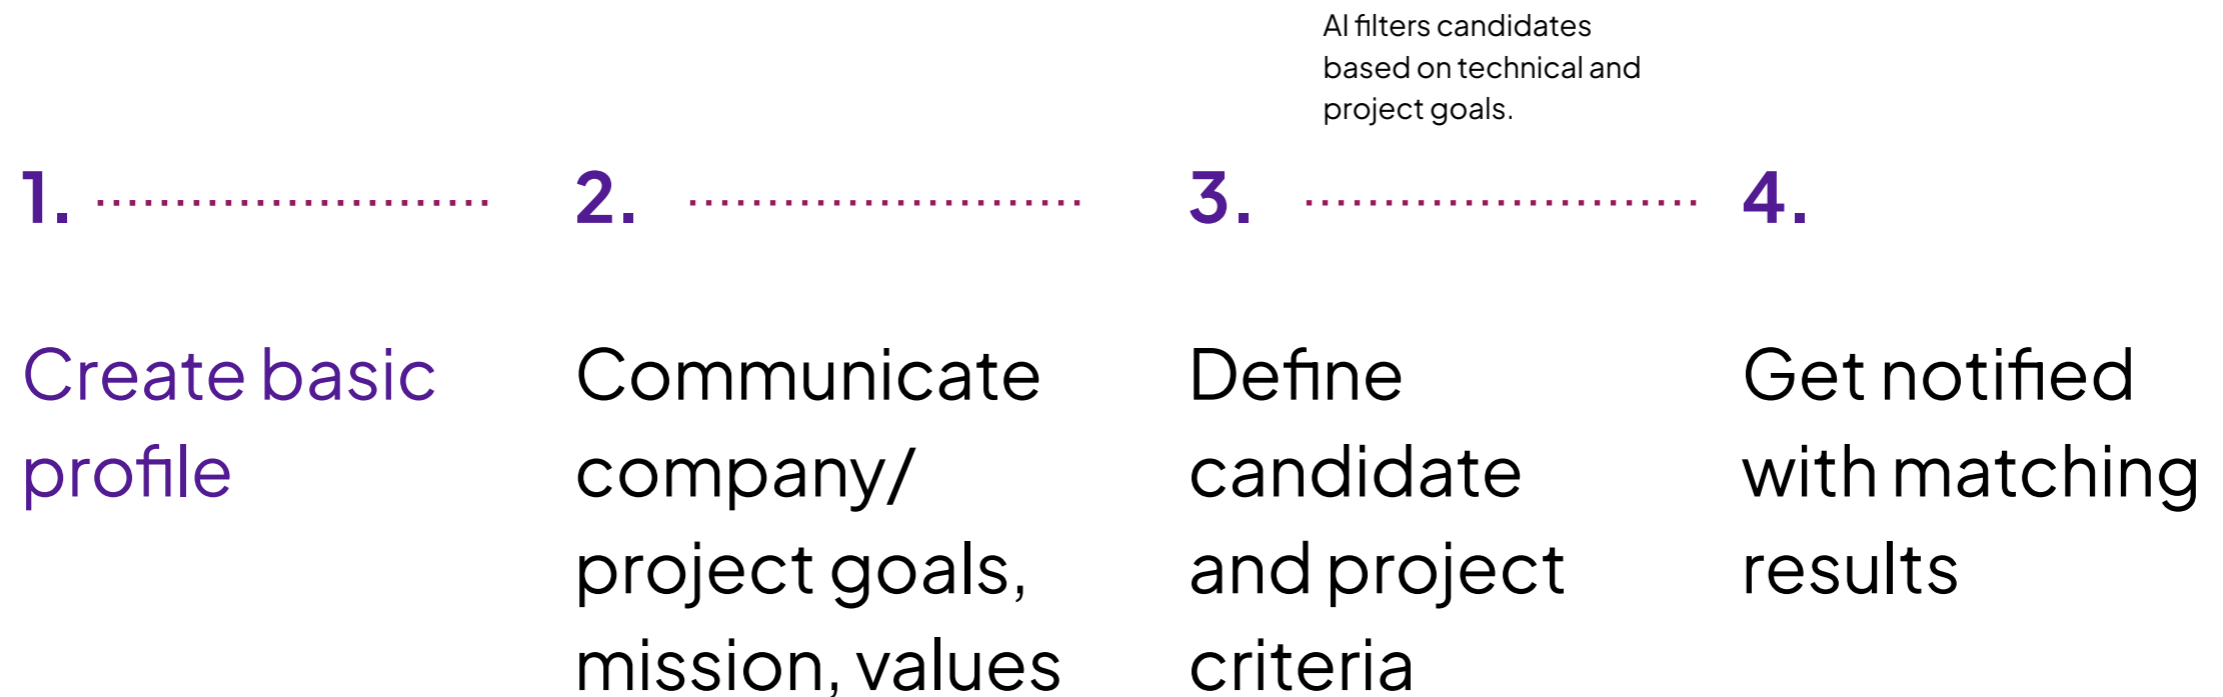 AI filters candidates
based on technical and
project goals.
1.
2.
3.
4.
Create basic
profile
Communicate
company/
project goals,
mission, values
Define
candidate
and project
criteria
Get notified
with matching
results